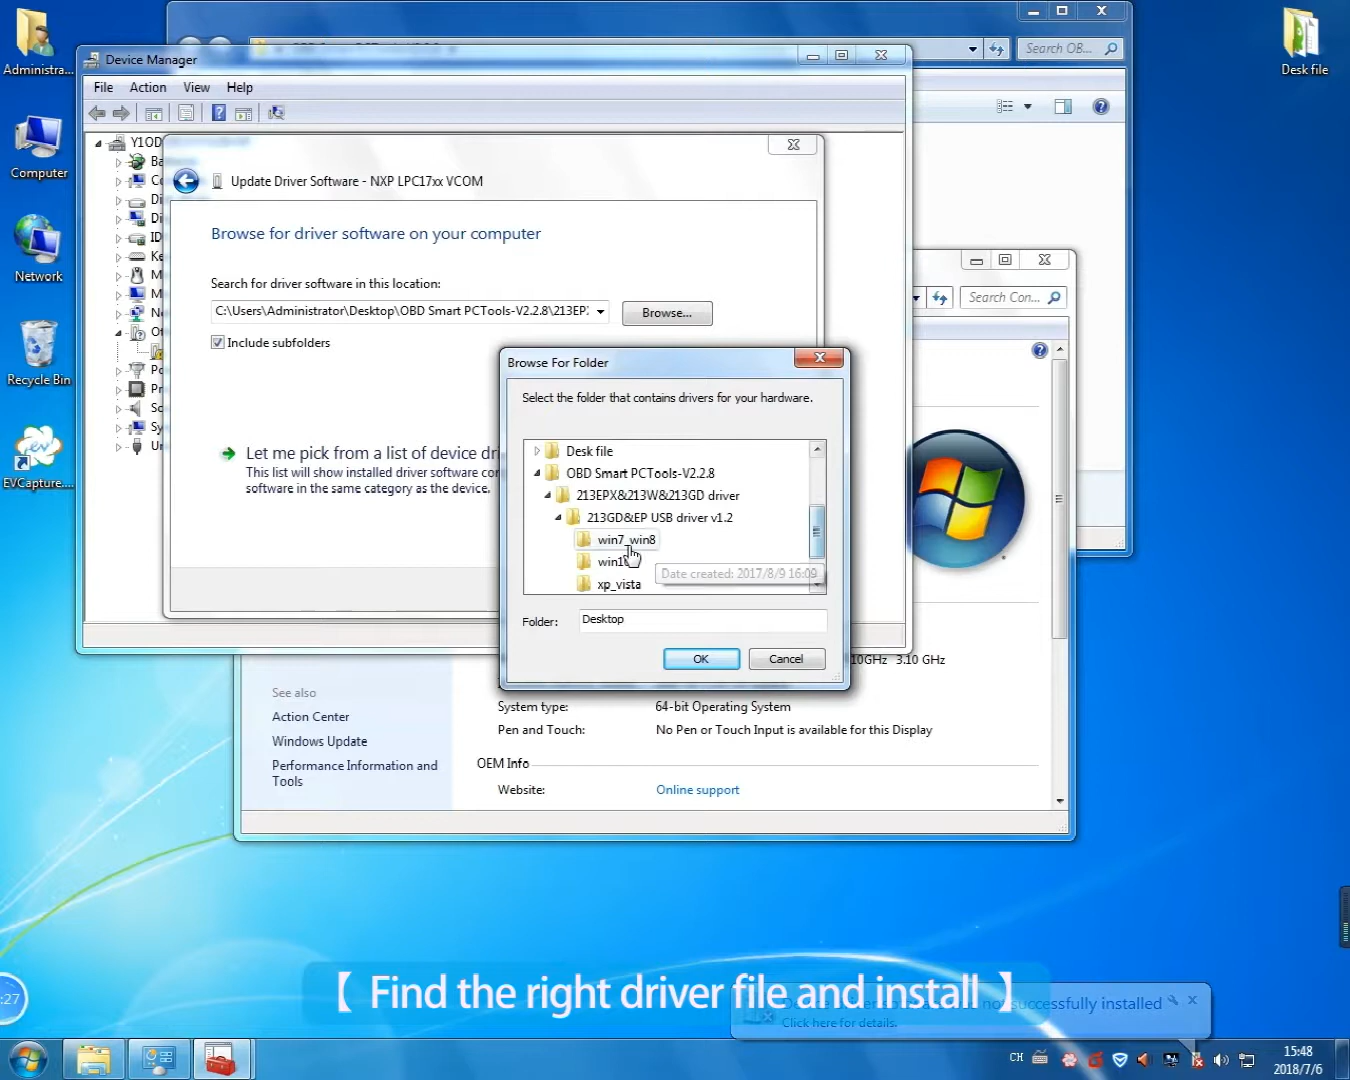 Administra...
Computer
Network
Recycle Bin
EVCapture....
Desk file
Search OB...
Device Manager
File Action View Help
Update Driver Software - NXP LPC17xx VCOM
Browse for driver software on your computer
Search for driver software in this location:
C:\Users\Administrator\Desktop\OBD Smart PCTools-V2.2.8\213EP
Browse...
Include subfolders
Let me pick from a list of device dri
This list will show installed driver software con
software in the same category as the device.
Search Con...
Browse For Folder
Select the folder that contains drivers for your hardware.
Desk file
OBD Smart PCTools-V2.2.8
213EPX&213W&213GD driver
213GD&EP USB driver v1.2
win7_win8
Date created: 2017/8/9 16:09
xp_vista
Folder: Desktop
OK Cancel
10GHz 3.10 GHz
See also
Action Center
Windows Update
Performance Information and
Tools
System type: 64-bit Operating System
Pen and Touch: No Pen or Touch Input is available for this Display
OEM Info
Website: Online support
【 Find the right driver file and install 】
successfully installed
Click here for details.
:27
CH
15:48
2018/7/6